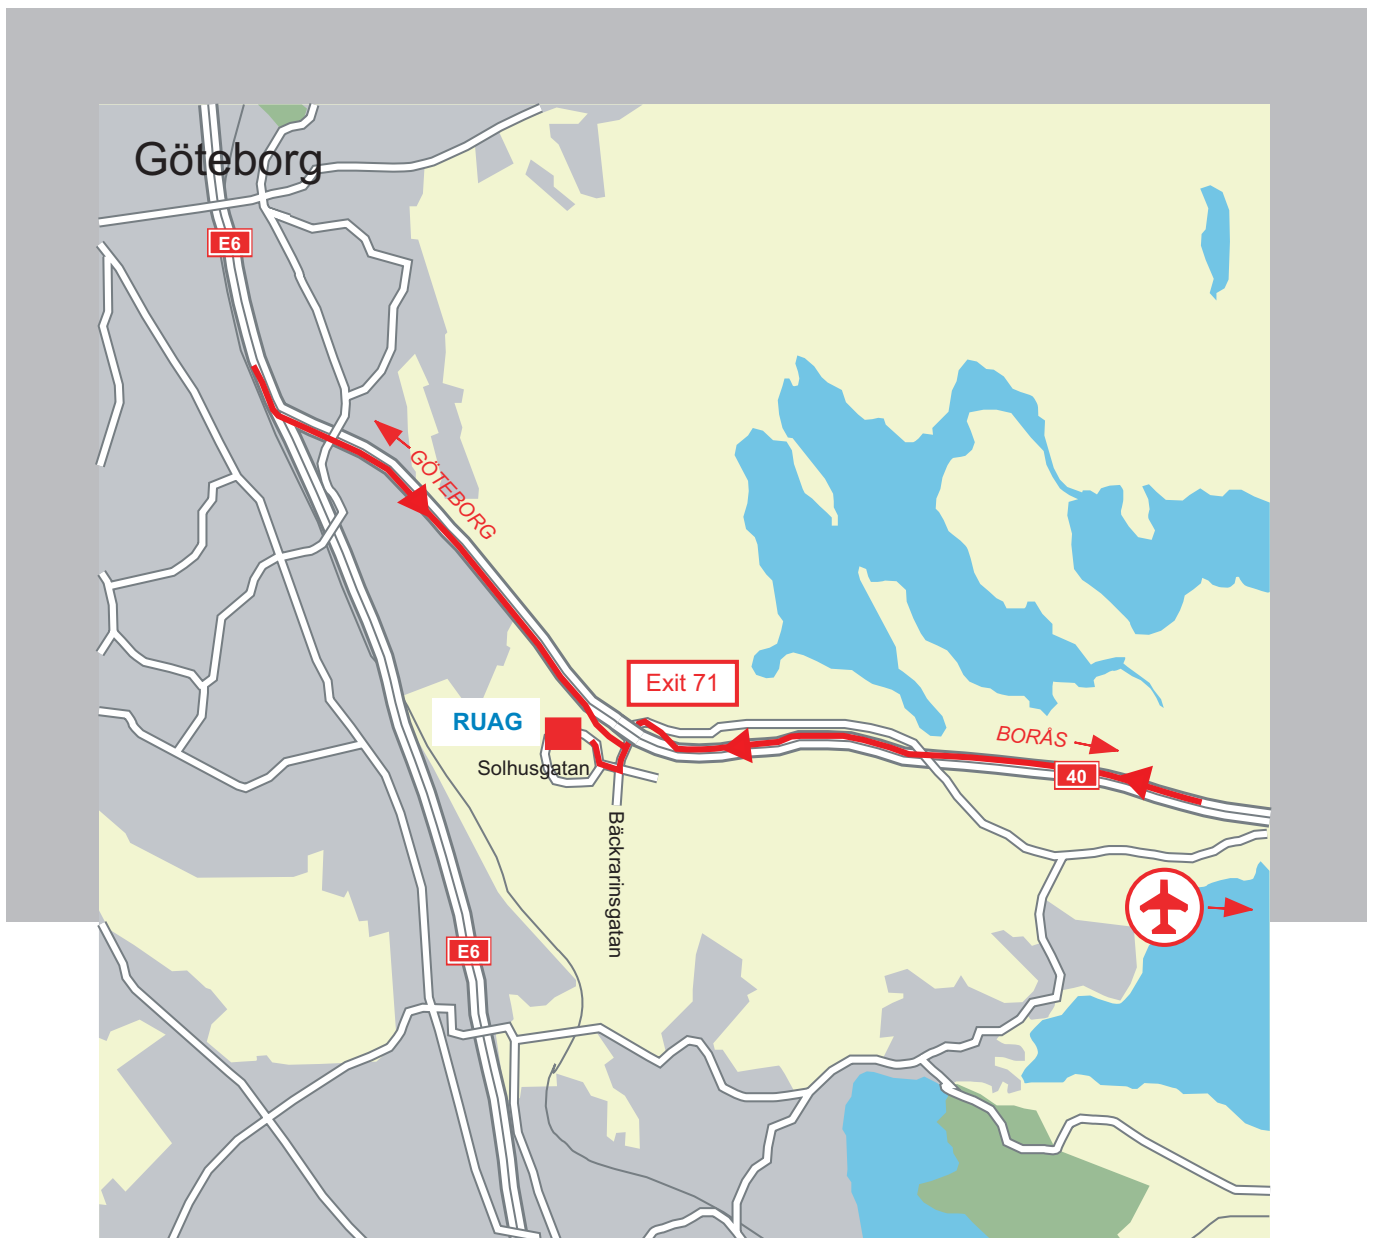 Göteborg
E6
GÖTEBORG
Exit 71
RUAG
BORÅS
Solhusgatan
40
Bäckrarinsgatan
E6